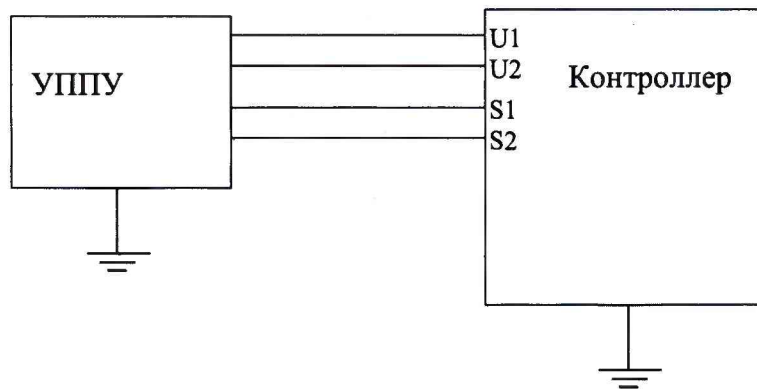 U1
U2
УППУ
Контроллер
S1
S2